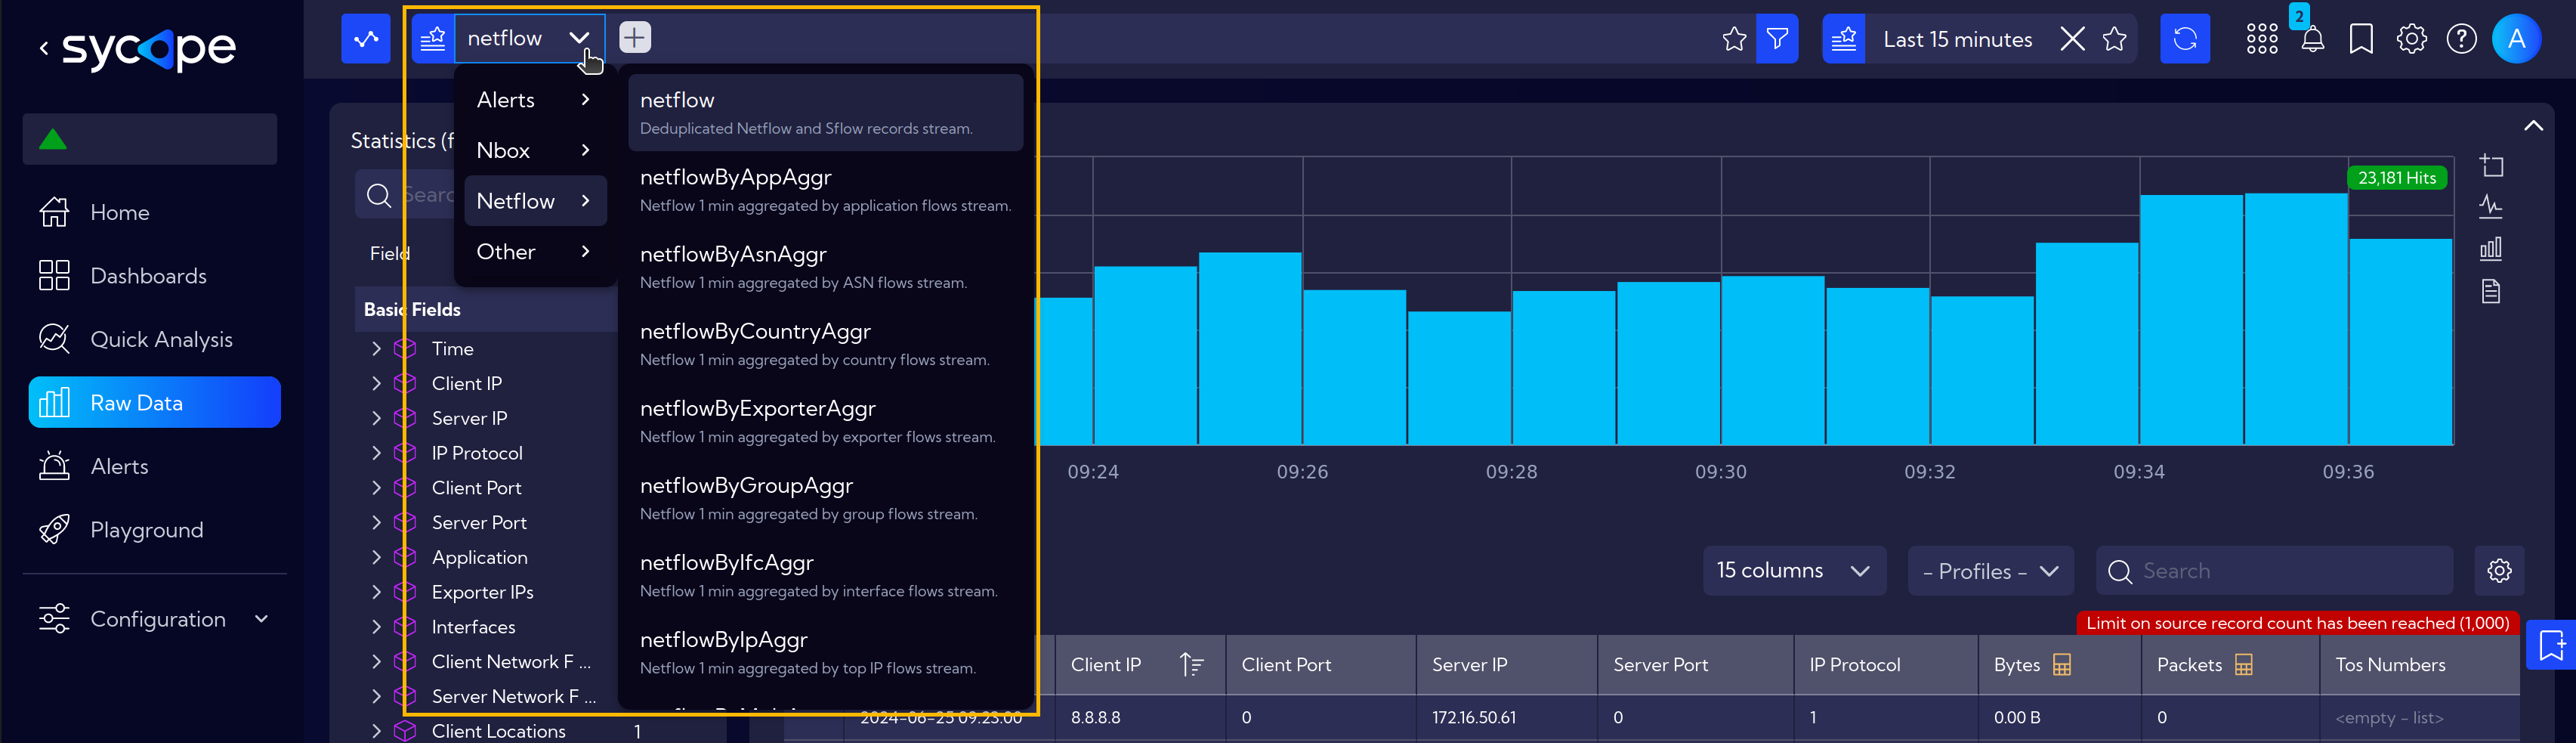 sycope
netflow
Last 15 minutes
2
A
Home
Dashboards
Quick Analysis
Raw Data
Alerts
Playground
Configuration
Statistics (f
Sear
Field
Basic Fields
Time
Client IP
Server IP
IP Protocol
Client Port
Server Port
Application
Exporter IPs
Interfaces
Client Network F ...
Server Network F ...
Client Locations 1
Alerts
Nbox
Netflow
Other
netflow
Deduplicated Netflow and Sflow records stream.
netflowByAppAggr
Netflow 1 min aggregated by application flows stream.
netflowByAsnAggr
Netflow 1 min aggregated by ASN flows stream.
netflowByCountryAggr
Netflow 1 min aggregated by country flows stream.
netflowByExporterAggr
Netflow 1 min aggregated by exporter flows stream.
netflowByGroupAggr
Netflow 1 min aggregated by group flows stream.
netflowByIfcAggr
Netflow 1 min aggregated by interface flows stream.
netflowByIpAggr
Netflow 1 min aggregated by top IP flows stream.
23,181 Hits
09:24 09:26 09:28 09:30 09:32 09:34 09:36
15 columns - Profiles - Search
Limit on source record count has been reached (1,000)
Client IP Client Port Server IP Server Port IP Protocol Bytes Packets Tos Numbers
2024-06-25 09:23:00 8.8.8.8 0 172.16.50.61 0 1 0.00 B 0 <empty - list>